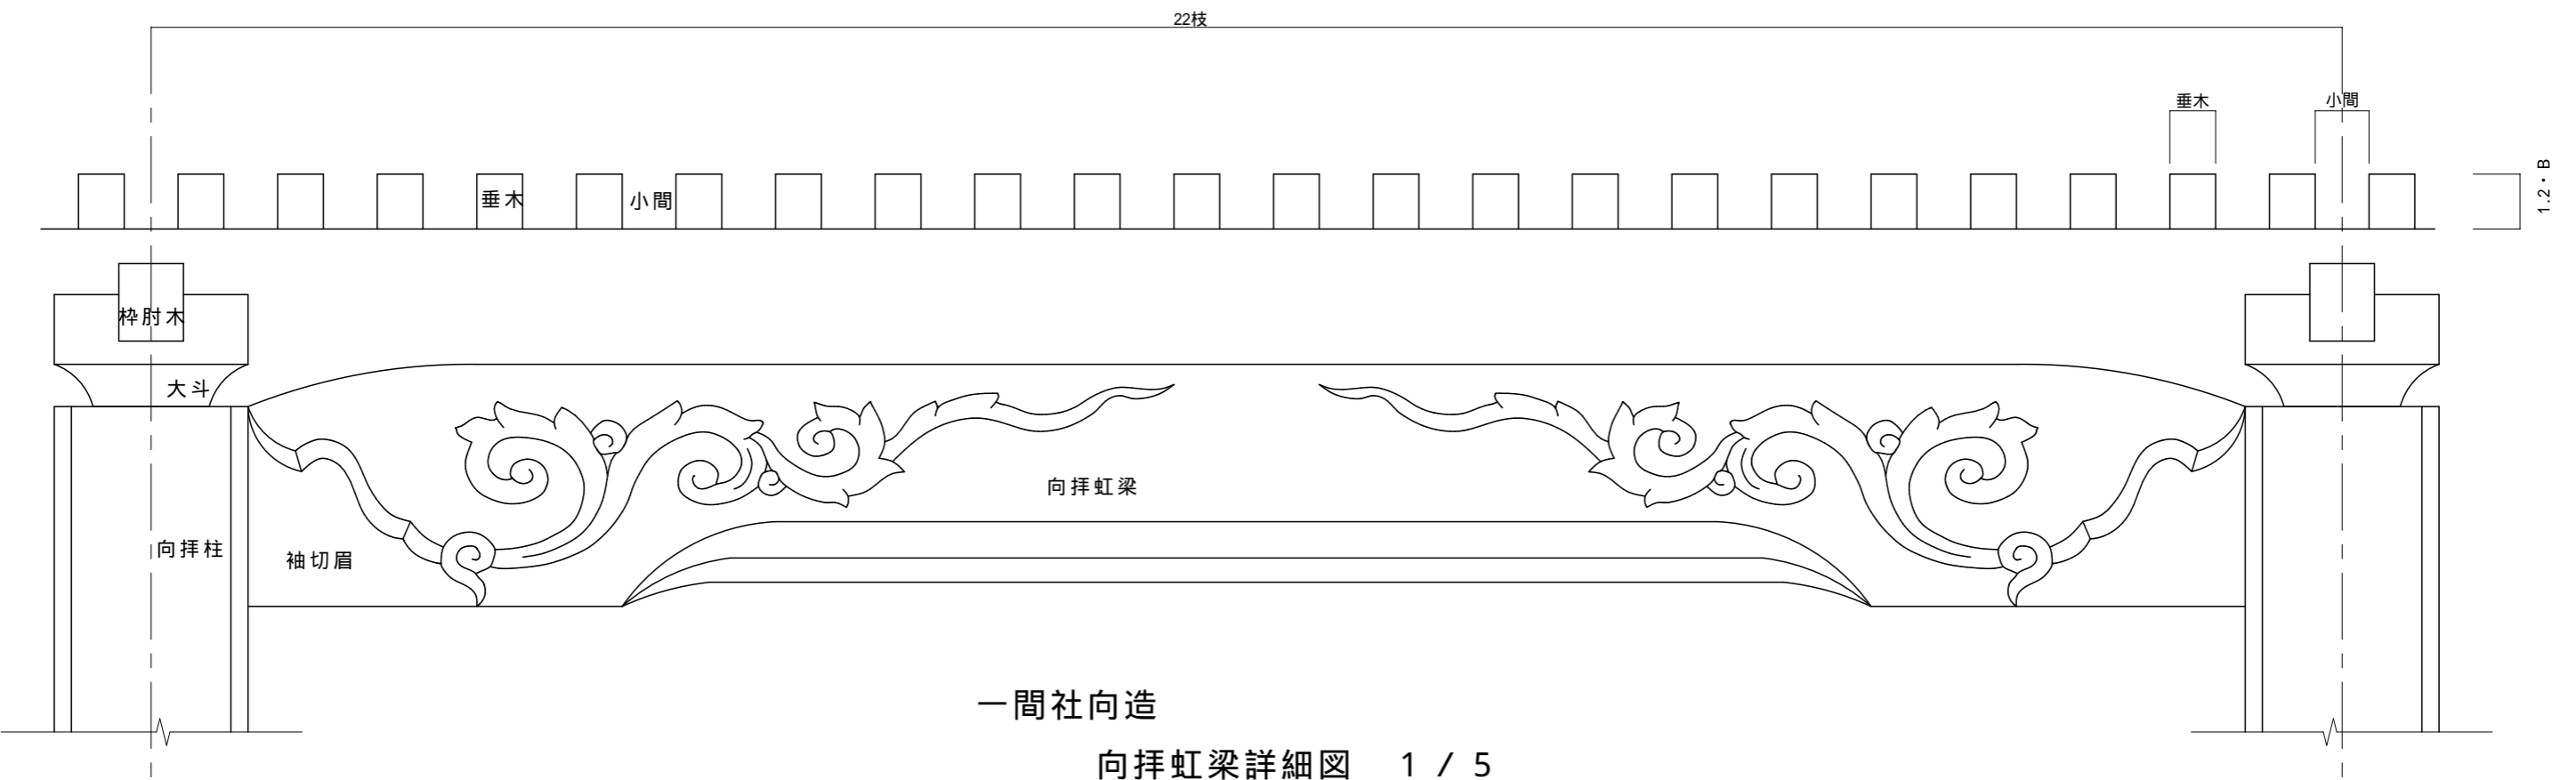 22枝
垂木
小間
1.2・B
垂木
小間
枠肘木
大斗
向拝虹梁
向拝柱
袖切眉
一間社向造
向拝虹梁詳細図 1 / 5